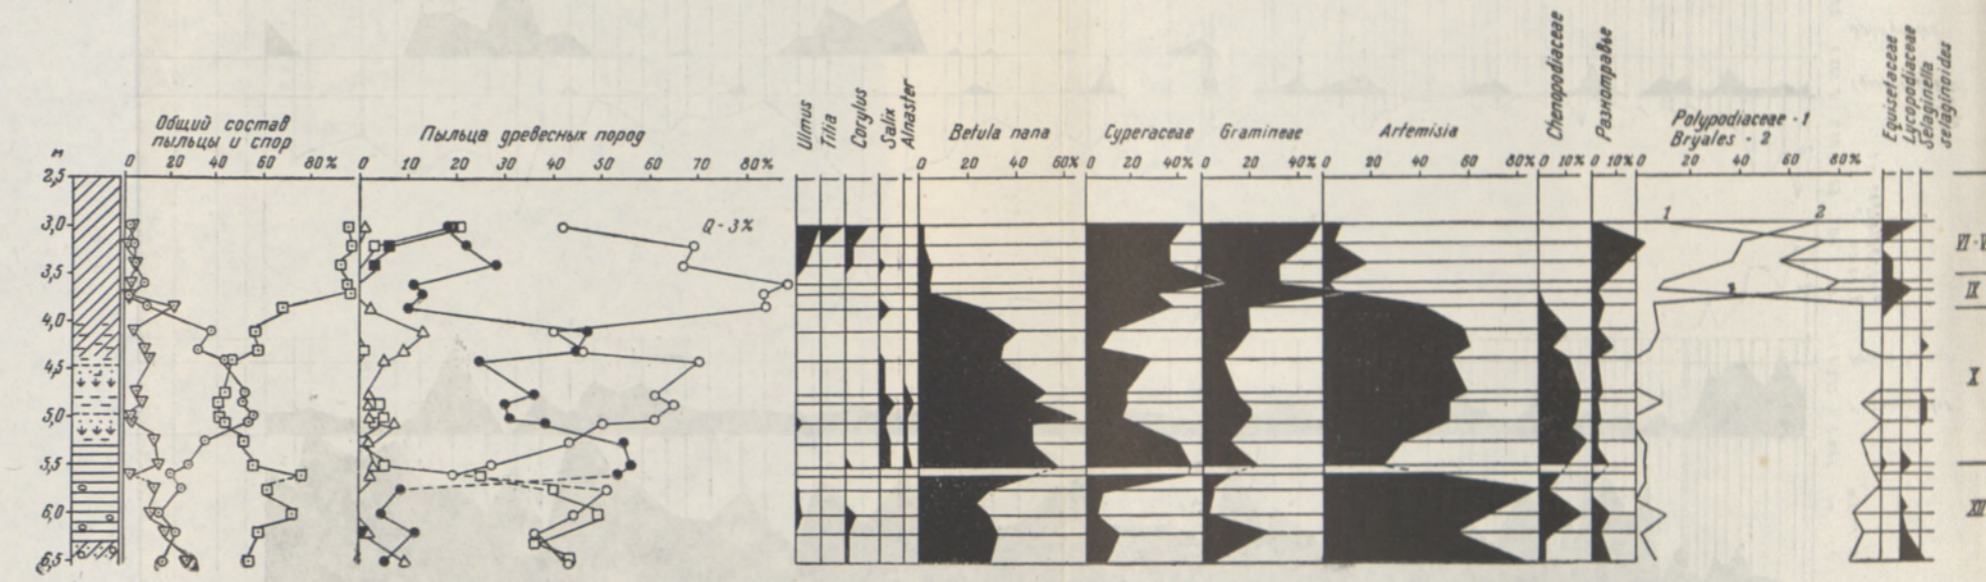 Общий состав
пыльцы и спор
Пыльца древесных пород
Ulmus
Tilia
Corylus
Salix
Alnaster
Betula nana
Cyperaceae
Gramineae
Artemisia
Chenopodiaceae
Разнотравье
Polypodiaceae - 1
Bryales - 2
Equisetaceae
Lycopodiaceae
Selaginella
selaginoides
м
0 20 40 60 80%
0 10 20 30 40 50 60 70 80%
0 20 40 60%
0 20 40%
0 20 40%
0 20 40 60 80%
0 10%
0 10%
0 20 40 60 80%
2,5
3,0
3,5
4,0
4,5
5,0
5,5
6,0
6,5
Q - 3%
1
2
IX
X